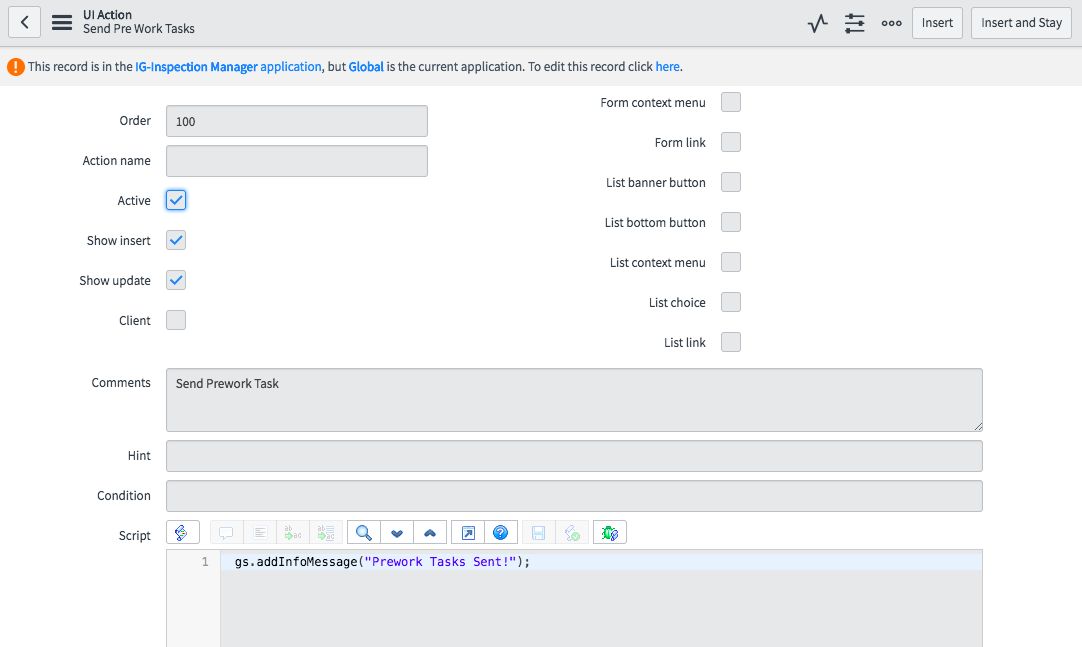 UI Action
Send Pre Work Tasks
Insert
Insert and Stay
This record is in the IG-Inspection Manager application, but Global is the current application. To edit this record click here.
Order
100
Action name
Active
Show insert
Show update
Client
Form context menu
Form link
List banner button
List bottom button
List context menu
List choice
List link
Comments
Send Prework Task
Hint
Condition
Script
1
gs.addInfoMessage("Prework Tasks Sent!");